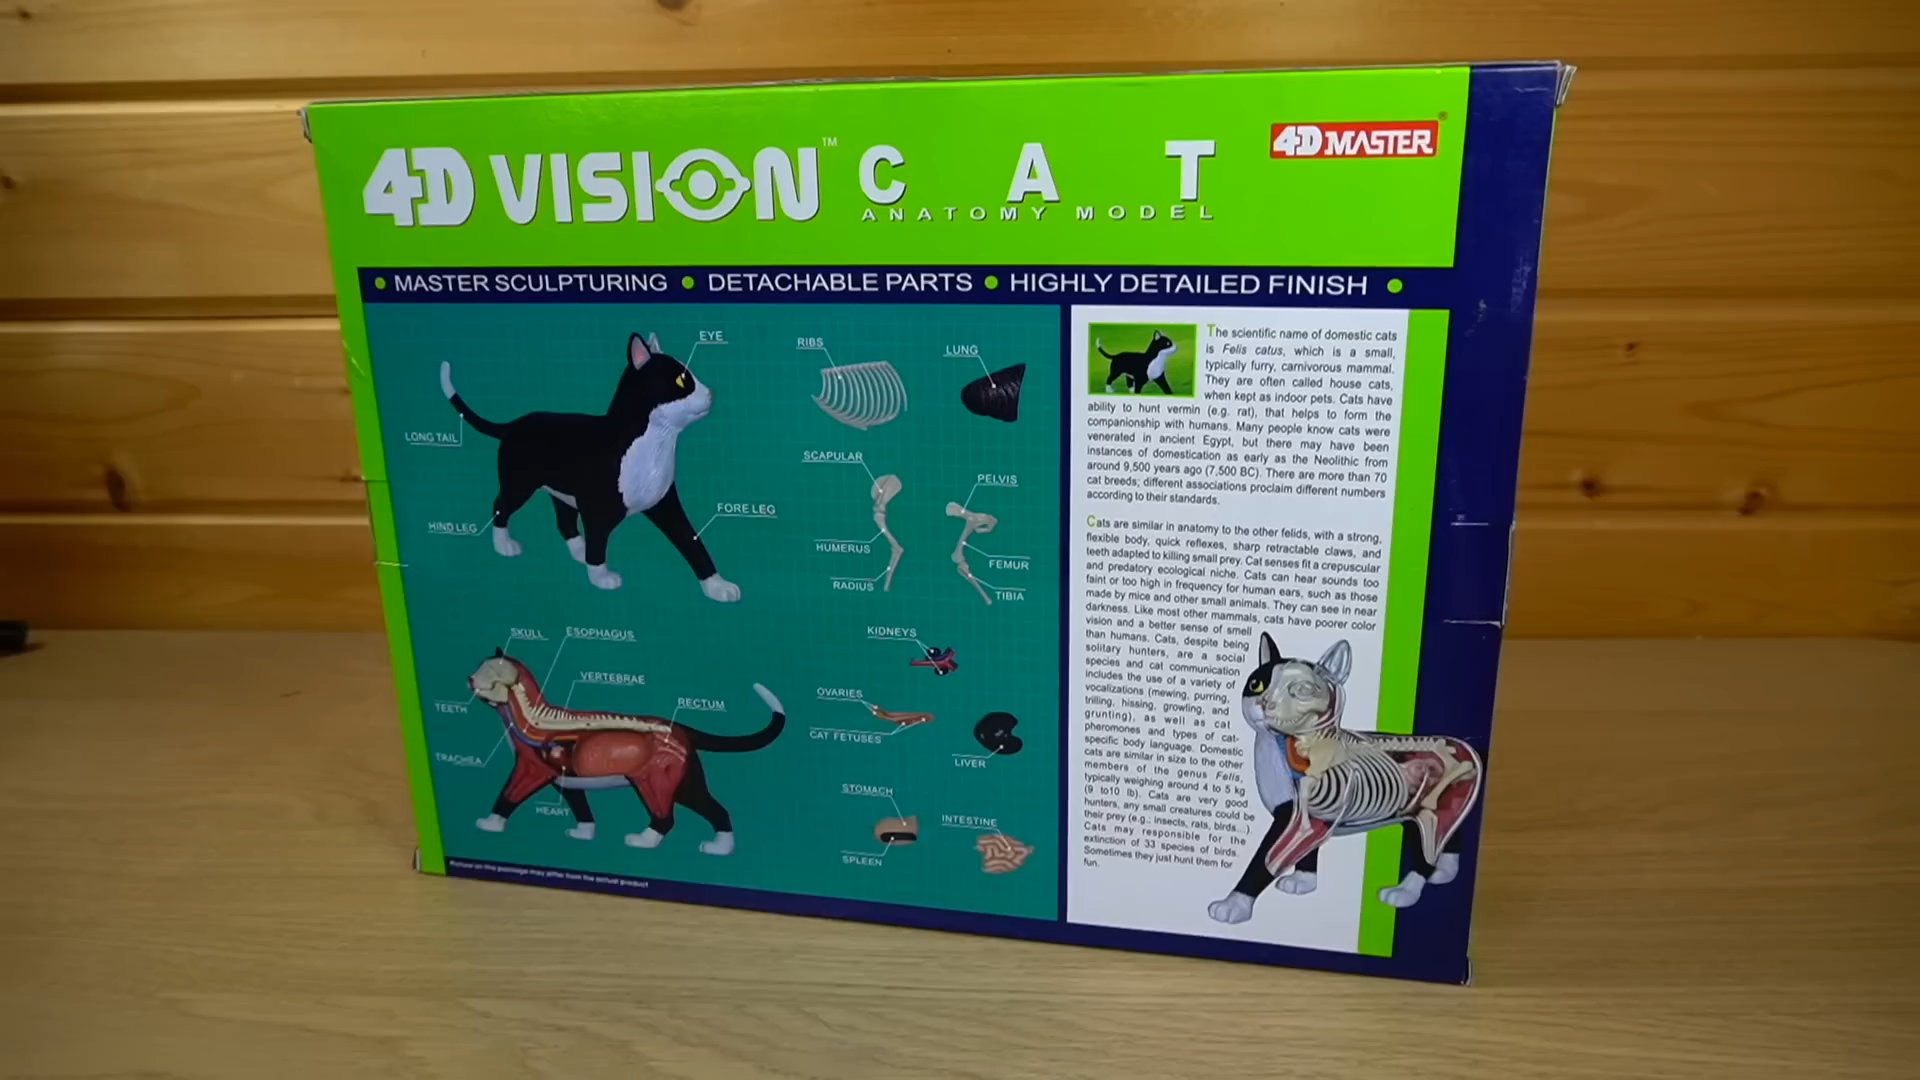 4D VISION™ CAT
ANATOMY MODEL
4D MASTER®
• MASTER SCULPTURING • DETACHABLE PARTS • HIGHLY DETAILED FINISH •
EYE
LONG TAIL
HIND LEG
FORE LEG
RIBS
LUNG
SCAPULAR
PELVIS
HUMERUS
FEMUR
RADIUS
TIBIA
SKULL
ESOPHAGUS
VERTEBRAE
RECTUM
TEETH
TRACHEA
HEART
KIDNEYS
OVARIES
CAT FETUSES
LIVER
STOMACH
INTESTINE
SPLEEN
Picture on this package may differ from the actual product
The scientific name of domestic cats
is Felis catus, which is a small,
typically furry, carnivorous mammal.
They are often called house cats,
when kept as indoor pets. Cats have
ability to hunt vermin (e.g. rat), that helps to form the
companionship with humans. Many people know cats were
venerated in ancient Egypt, but there may have been
instances of domestication as early as the Neolithic from
around 9,500 years ago (7,500 BC). There are more than 70
cat breeds; different associations proclaim different numbers
according to their standards.
Cats are similar in anatomy to the other felids, with a strong,
flexible body, quick reflexes, sharp retractable claws, and
teeth adapted to killing small prey. Cat senses fit a crepuscular
and predatory ecological niche. Cats can hear sounds too
faint or too high in frequency for human ears, such as those
made by mice and other small animals. They can see in near
darkness. Like most other mammals, cats have poorer color
vision and a better sense of smell
than humans. Cats, despite being
solitary hunters, are a social
species and cat communication
includes the use of a variety of
vocalizations (mewing, purring,
trilling, hissing, growling, and
grunting), as well as cat
pheromones and types of cat-
specific body language. Domestic
cats are similar in size to the other
members of the genus Felis,
typically weighing around 4 to 5 kg
(9 to10 lb). Cats are very good
hunters, any small creatures could be
their prey (e.g.: insects, rats, birds...)
Cats may responsible for the
extinction of 33 species of birds.
Sometimes they just hunt them for
fun.